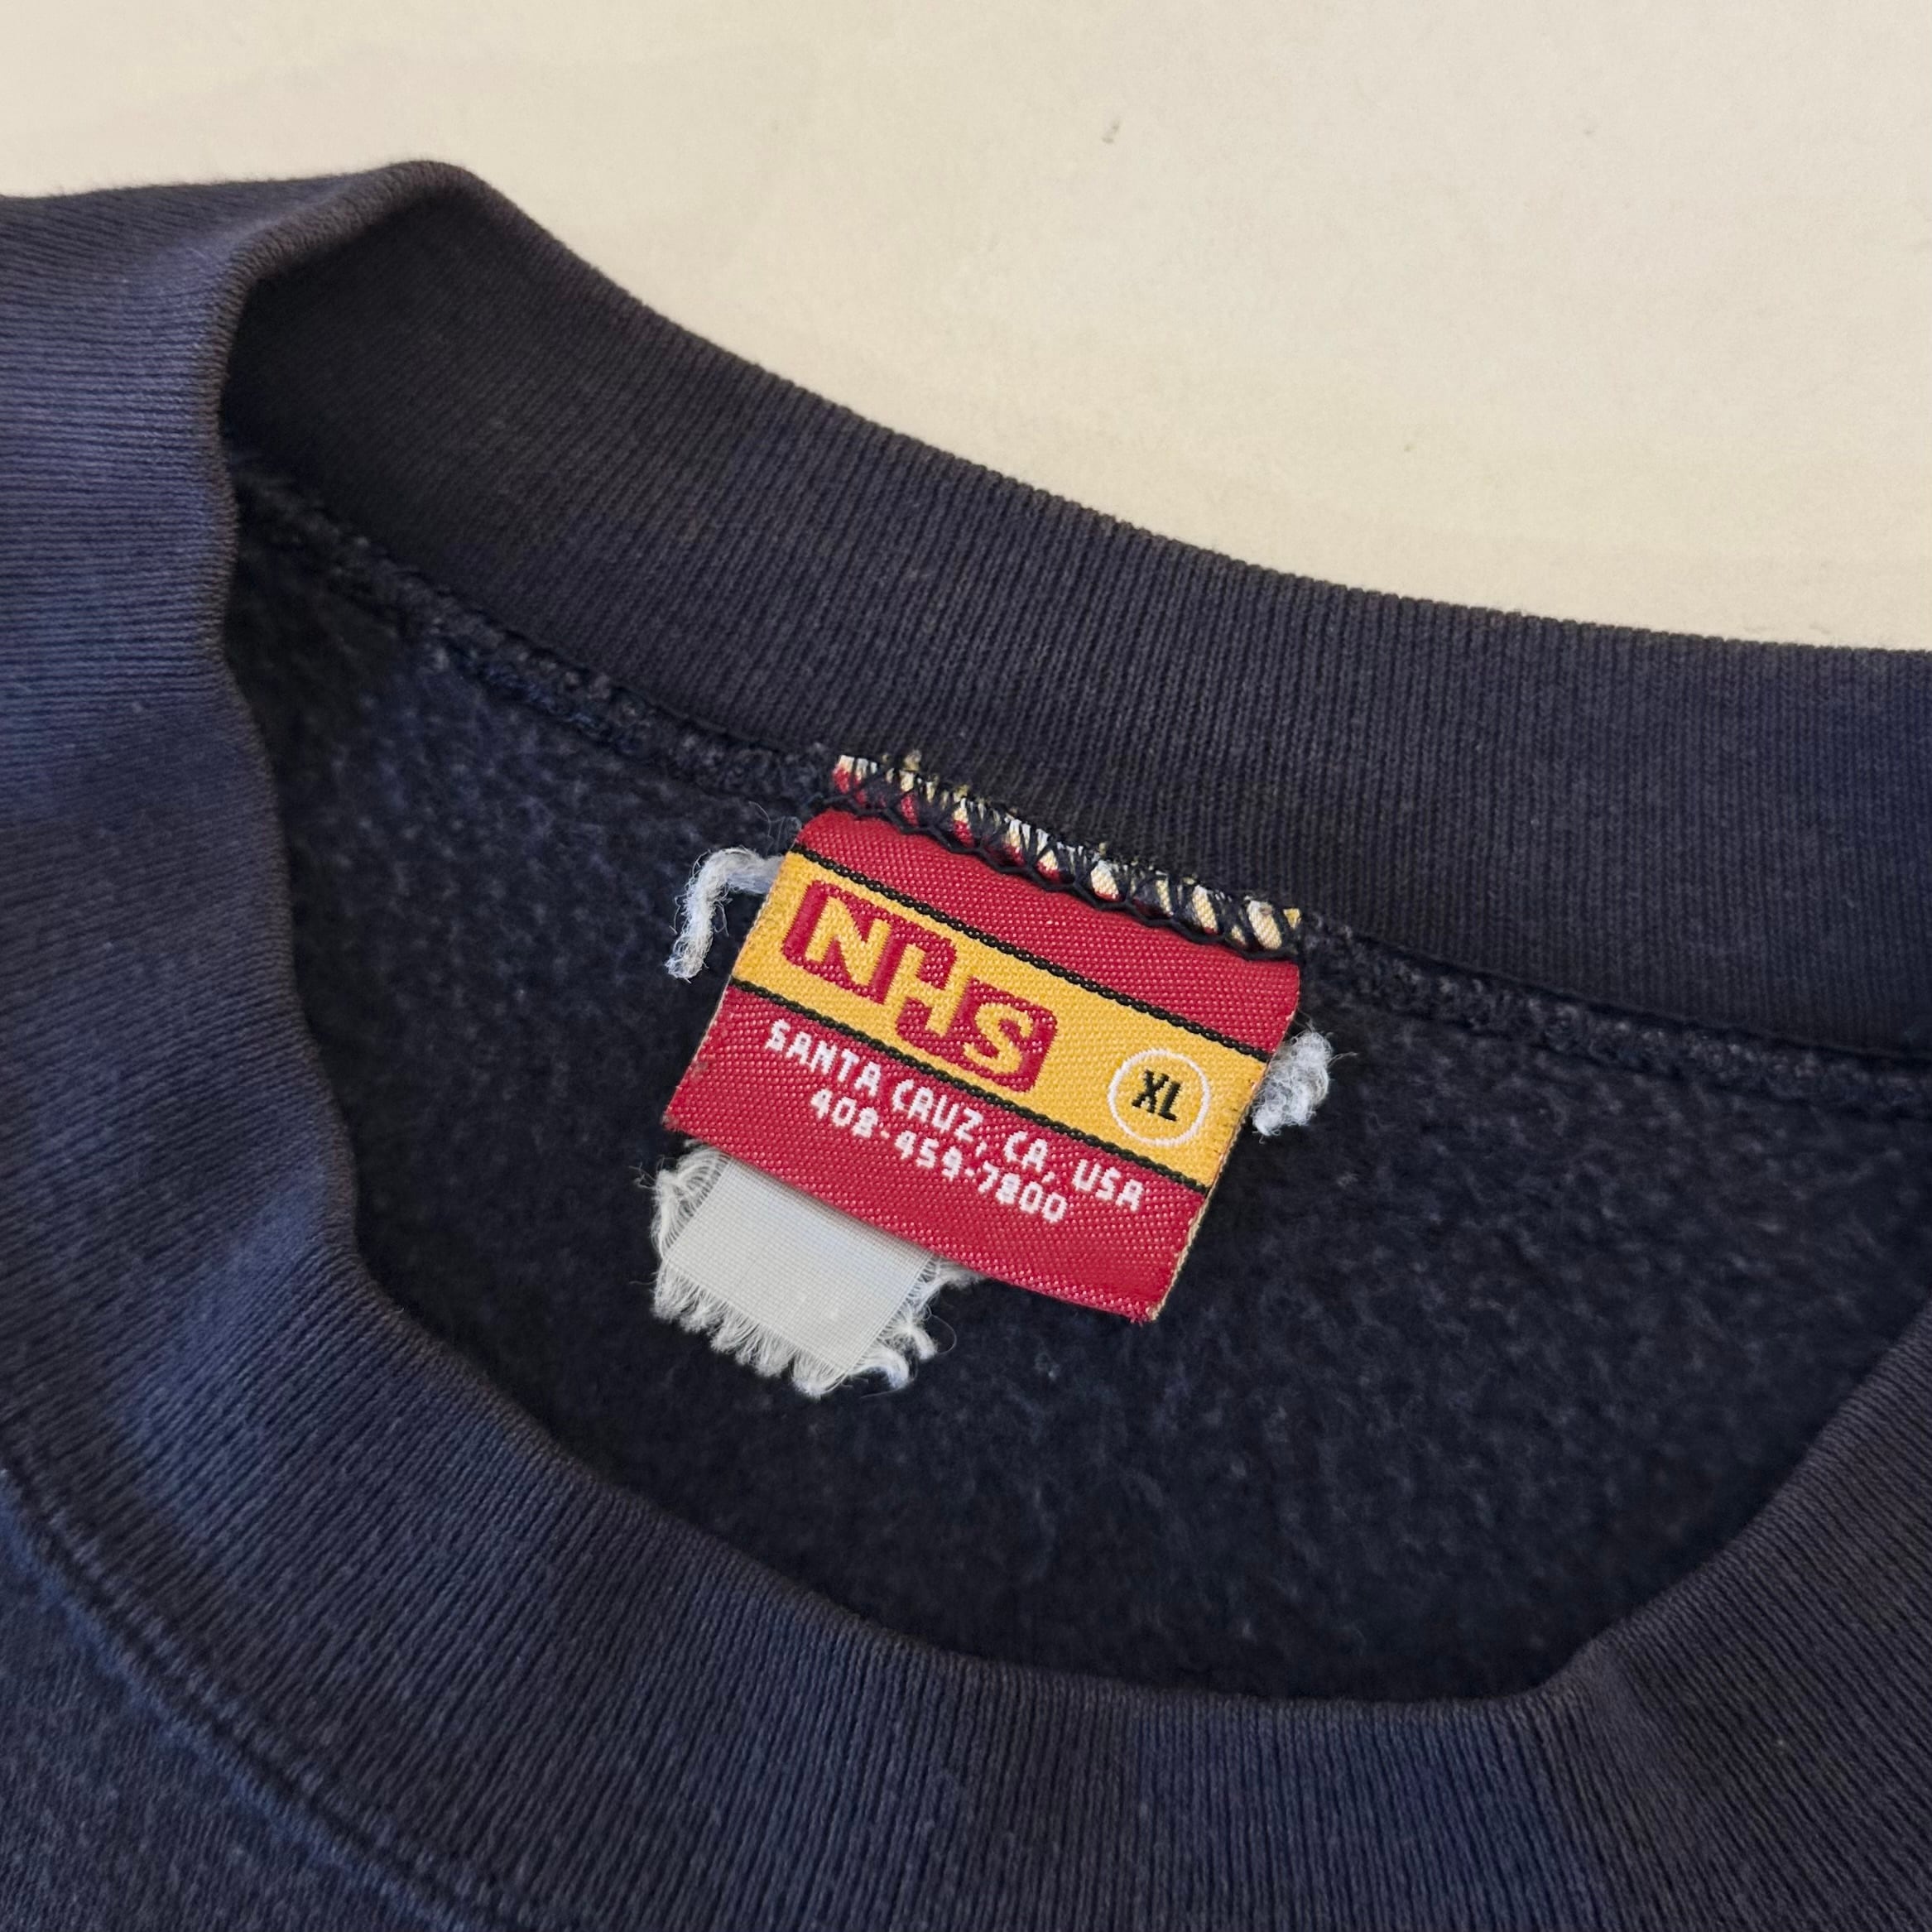 NHS
XL
SANTA CRUZ, CA, USA
408-459-7800